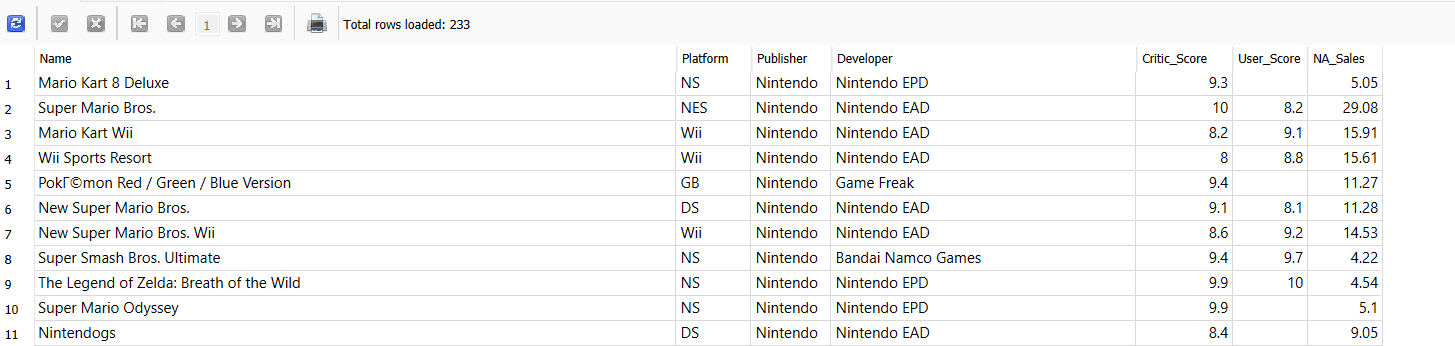 1 Total rows loaded: 233
Name Platform Publisher Developer Critic_Score User_Score NA_Sales
1 Mario Kart 8 Deluxe NS Nintendo Nintendo EPD 9.3 5.05
2 Super Mario Bros. NES Nintendo Nintendo EAD 10 8.2 29.08
3 Mario Kart Wii Wii Nintendo Nintendo EAD 8.2 9.1 15.91
4 Wii Sports Resort Wii Nintendo Nintendo EAD 8 8.8 15.61
5 PokГ©mon Red / Green / Blue Version GB Nintendo Game Freak 9.4 11.27
6 New Super Mario Bros. DS Nintendo Nintendo EAD 9.1 8.1 11.28
7 New Super Mario Bros. Wii Wii Nintendo Nintendo EAD 8.6 9.2 14.53
8 Super Smash Bros. Ultimate NS Nintendo Bandai Namco Games 9.4 9.7 4.22
9 The Legend of Zelda: Breath of the Wild NS Nintendo Nintendo EPD 9.9 10 4.54
10 Super Mario Odyssey NS Nintendo Nintendo EPD 9.9 5.1
11 Nintendogs DS Nintendo Nintendo EAD 8.4 9.05